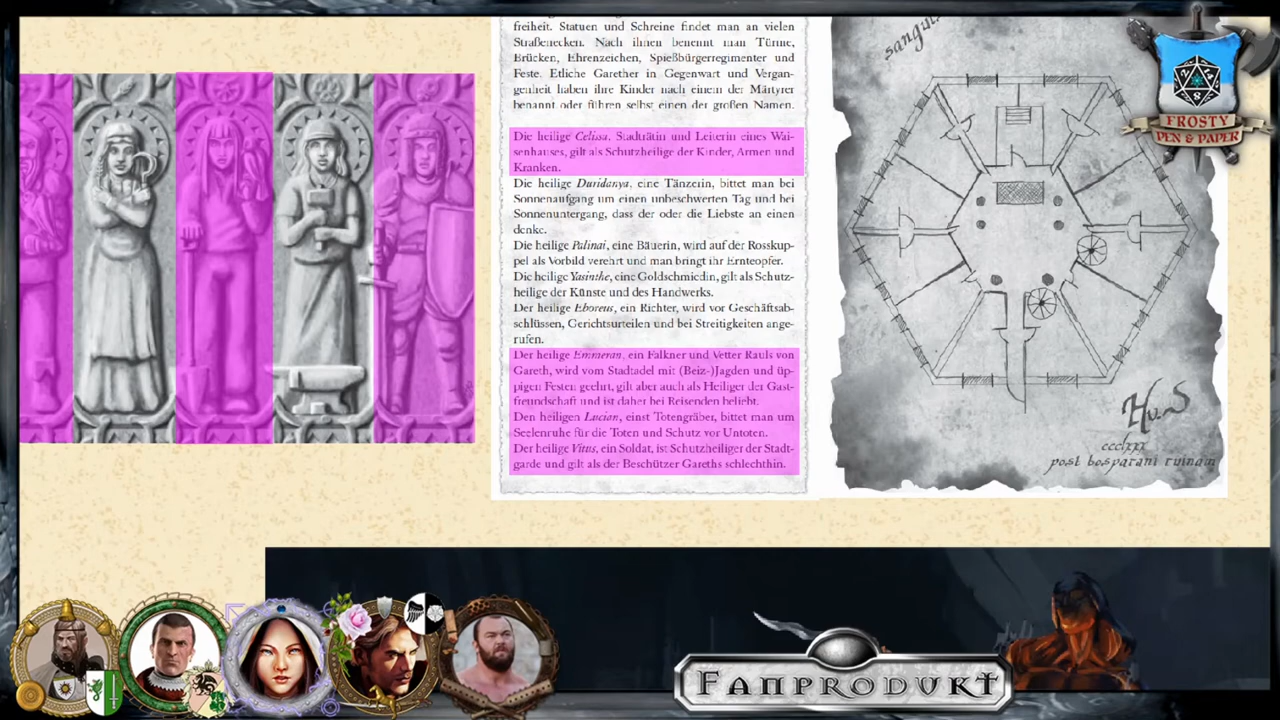 freiheit. Statuen und Schreine findet man an vielen
Straßenecken. Nach ihnen benennt man Türme,
Brücken, Ehrenzeichen, Spießbürgerregimenter und
Feste. Etliche Garether in Gegenwart und Vergan-
genheit haben ihre Kinder nach einem der Märtyrer
benannt oder führen selbst einen der großen Namen.
Die heilige Celissa, Stadträtin und Leiterin eines Wai-
senhauses, gilt als Schutzheilige der Kinder, Armen und
Kranken.
Die heilige Duridanya, eine Tänzerin, bittet man bei
Sonnenaufgang um einen unbeschwerten Tag und bei
Sonnenuntergang, dass der oder die Liebste an einen
denke.
Die heilige Palinai, eine Bäuerin, wird auf der Rosskup-
pel als Vorbild verehrt und man bringt ihr Ernteopfer.
Die heilige Yasinthe, eine Goldschmiedin, gilt als Schutz-
heilige der Künste und des Handwerks.
Der heilige Eboreus, ein Richter, wird vor Geschäftsab-
schlüssen, Gerichtsurteilen und bei Streitigkeiten ange-
rufen.
Der heilige Emmeran, ein Falkner und Vetter Rauls von
Gareth, wird vom Stadtadel mit (Beiz-)Jagden und üp-
pigen Festen geehrt, gilt aber auch als Heiliger der Gast-
freundschaft und ist daher bei Reisenden beliebt.
Den heiligen Lucian, einst Totengräber, bittet man um
Seelenruhe für die Toten und Schutz vor Untoten.
Der heilige Vitus, ein Soldat, ist Schutzheiliger der Stadt-
garde und gilt als der Beschützer Gareths schlechthin.
HvS
ccclxx
post bosparani ruinam
8
FROSTY
PEN & PAPER
FANPRODUKT